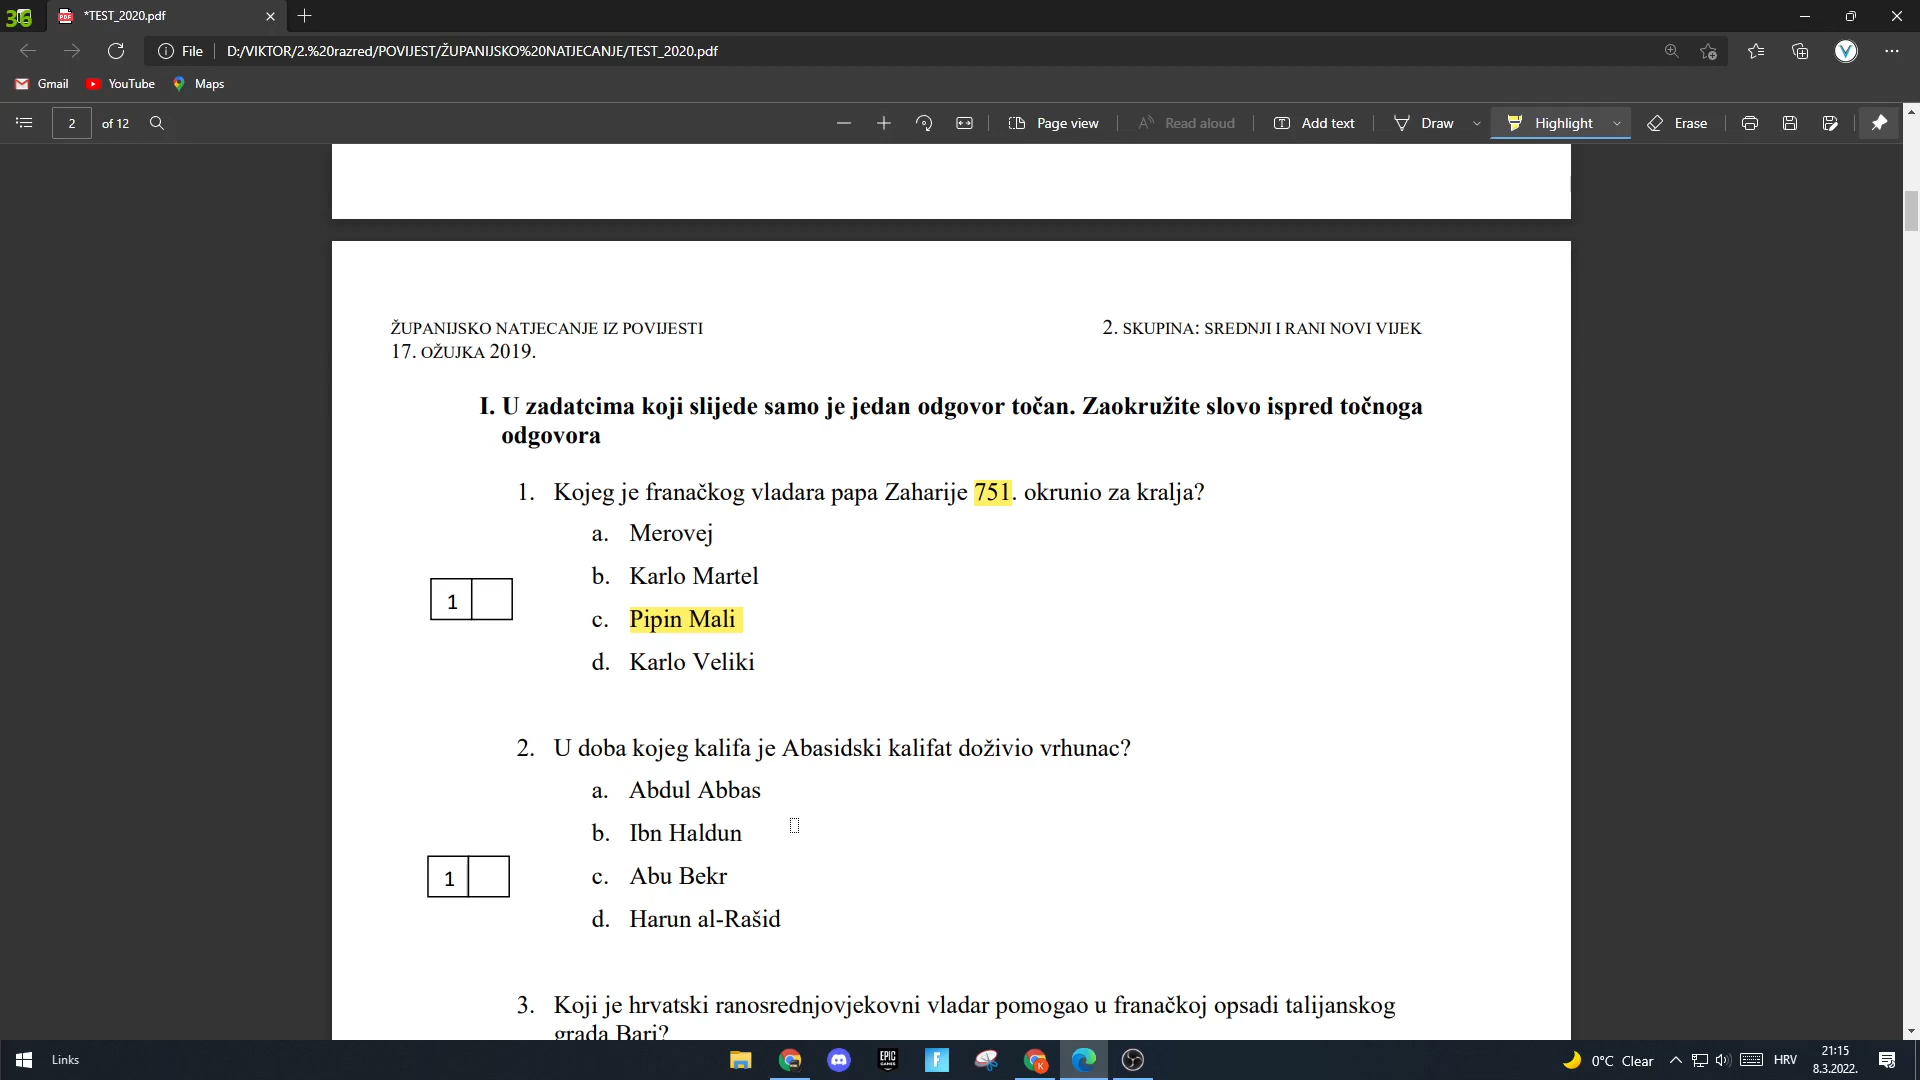 36
*TEST_2020.pdf
File
D:/VIKTOR/2.%20razred/POVIJEST/ŽUPANIJSKO%20NATJECANJE/TEST_2020.pdf
V
Gmail
YouTube
Maps
2 of 12
Page view
Read aloud
Add text
Draw
Highlight
Erase
ŽUPANIJSKO NATJECANJE IZ POVIJESTI
2. SKUPINA: SREDNJI I RANI NOVI VIJEK
17. OŽUJKA 2019.
I. U zadatcima koji slijede samo je jedan odgovor točan. Zaokružite slovo ispred točnoga
odgovora
1. Kojeg je franačkog vladara papa Zaharije 751. okrunio za kralja?
a. Merovej
b. Karlo Martel
1
c. Pipin Mali
d. Karlo Veliki
2. U doba kojeg kalifa je Abasidski kalifat doživio vrhunac?
a. Abdul Abbas
b. Ibn Haldun
1
c. Abu Bekr
d. Harun al-Rašid
3. Koji je hrvatski ranosrednjovjekovni vladar pomogao u franačkoj opsadi talijanskog
grada Bari?
Links
EPIC GAMES
K
0°C Clear
HRV
21:15
8.3.2022.